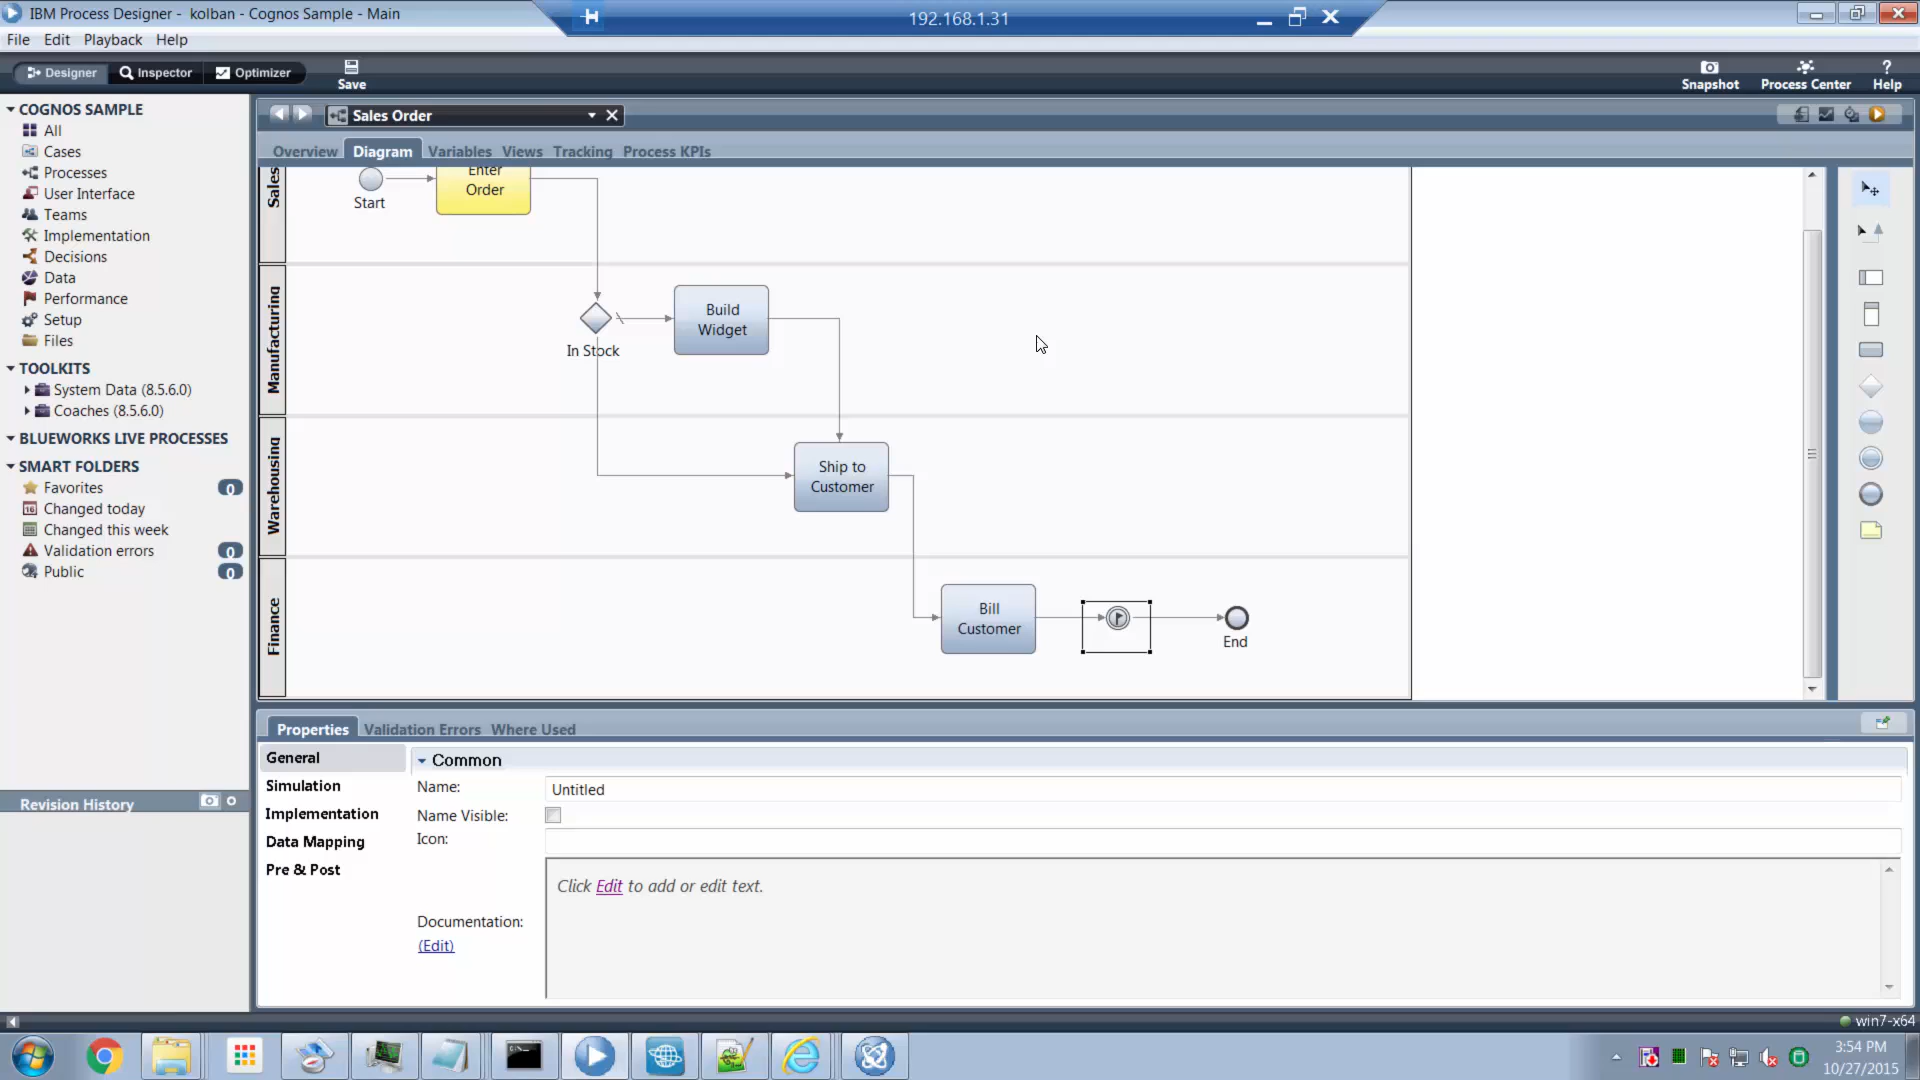 IBM Process Designer - kolban - Cognos Sample - Main
192.168.1.31
File Edit Playback Help
Designer Inspector Optimizer
Save
Snapshot Process Center Help
COGNOS SAMPLE
All
Cases
Processes
User Interface
Teams
Implementation
Decisions
Data
Performance
Setup
Files
TOOLKITS
System Data (8.5.6.0)
Coaches (8.5.6.0)
BLUEWORKS LIVE PROCESSES
SMART FOLDERS
Favorites 0
Changed today
Changed this week
Validation errors 0
Public 0
Revision History
Sales Order
Overview Diagram Variables Views Tracking Process KPIs
Sales
Start
Enter
Order
Manufacturing
In Stock
Build
Widget
Warehousing
Ship to
Customer
Finance
Bill
Customer
End
Properties Validation Errors Where Used
General
Simulation
Implementation
Data Mapping
Pre & Post
Common
Name: Untitled
Name Visible:
Icon:
Click Edit to add or edit text.
Documentation:
(Edit)
win7-x64
3:54 PM
10/27/2015